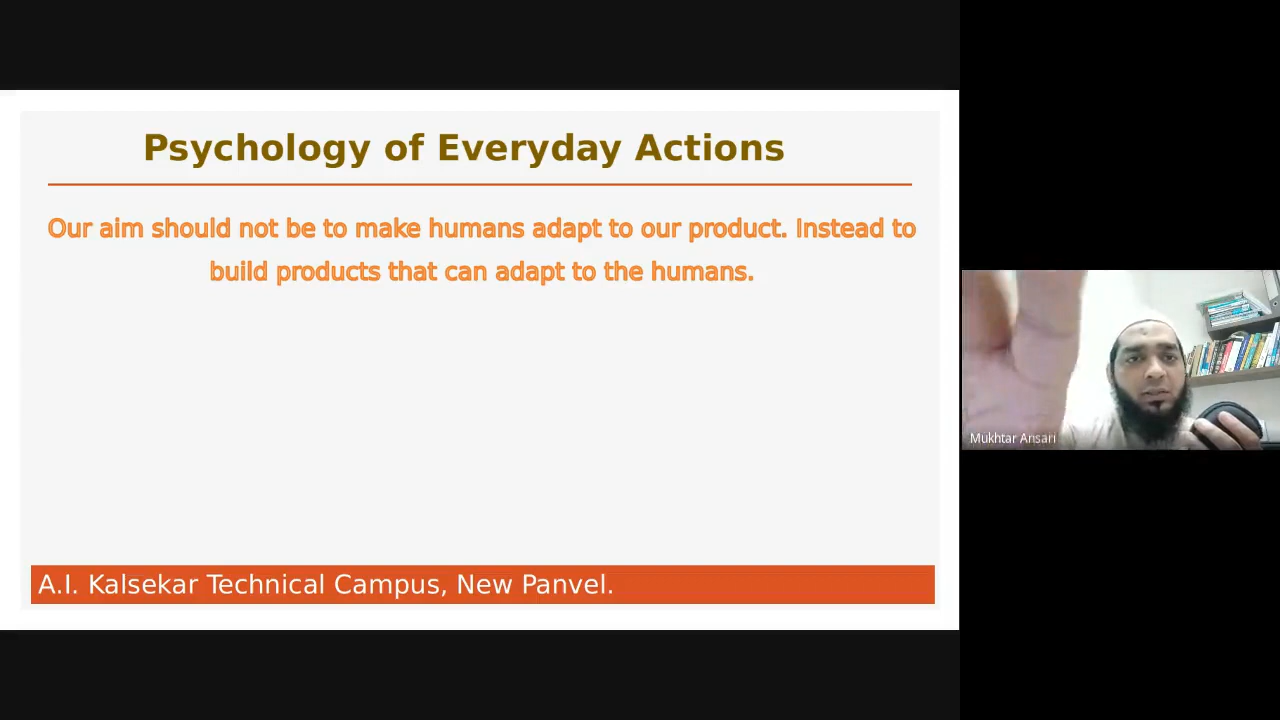 Psychology of Everyday Actions
Our aim should not be to make humans adapt to our product. Instead to
build products that can adapt to the humans.
A.I. Kalsekar Technical Campus, New Panvel.
Mukhtar Ansari